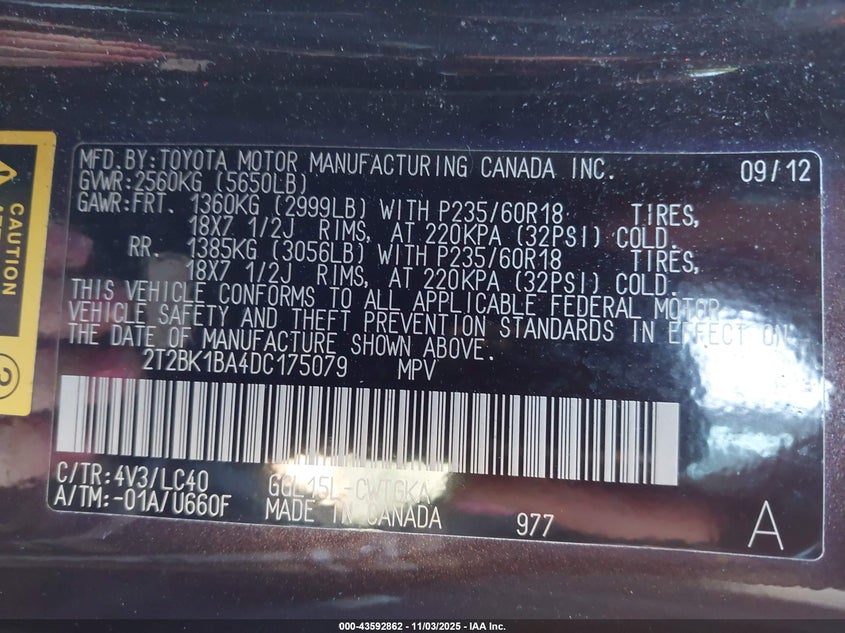 MFD.BY:TOYOTA MOTOR MANUFACTURING CANADA INC. 09/12
GVWR:2560KG (5650LB)
GAWR:FRT. 1360KG (2999LB) WITH P235/60R18 TIRES,
18X7 1/2J RIMS, AT 220KPA (32PSI) COLD.
RR. 1385KG (3056LB) WITH P235/60R18 TIRES,
18X7 1/2J RIMS, AT 220KPA (32PSI) COLD.
THIS VEHICLE CONFORMS TO ALL APPLICABLE FEDERAL MOTOR
VEHICLE SAFETY AND THEFT PREVENTION STANDARDS IN EFFECT ON
THE DATE OF MANUFACTURE SHOWN ABOVE.
2T2BK1BA4DC175079 MPV
C/TR:4V3/LC40 GGL15L-CWTGKA
A/TM:-01A/U660F MADE IN CANADA 977 A
CAUTION
2
000-43592862 - 11/03/2025 - IAA Inc.